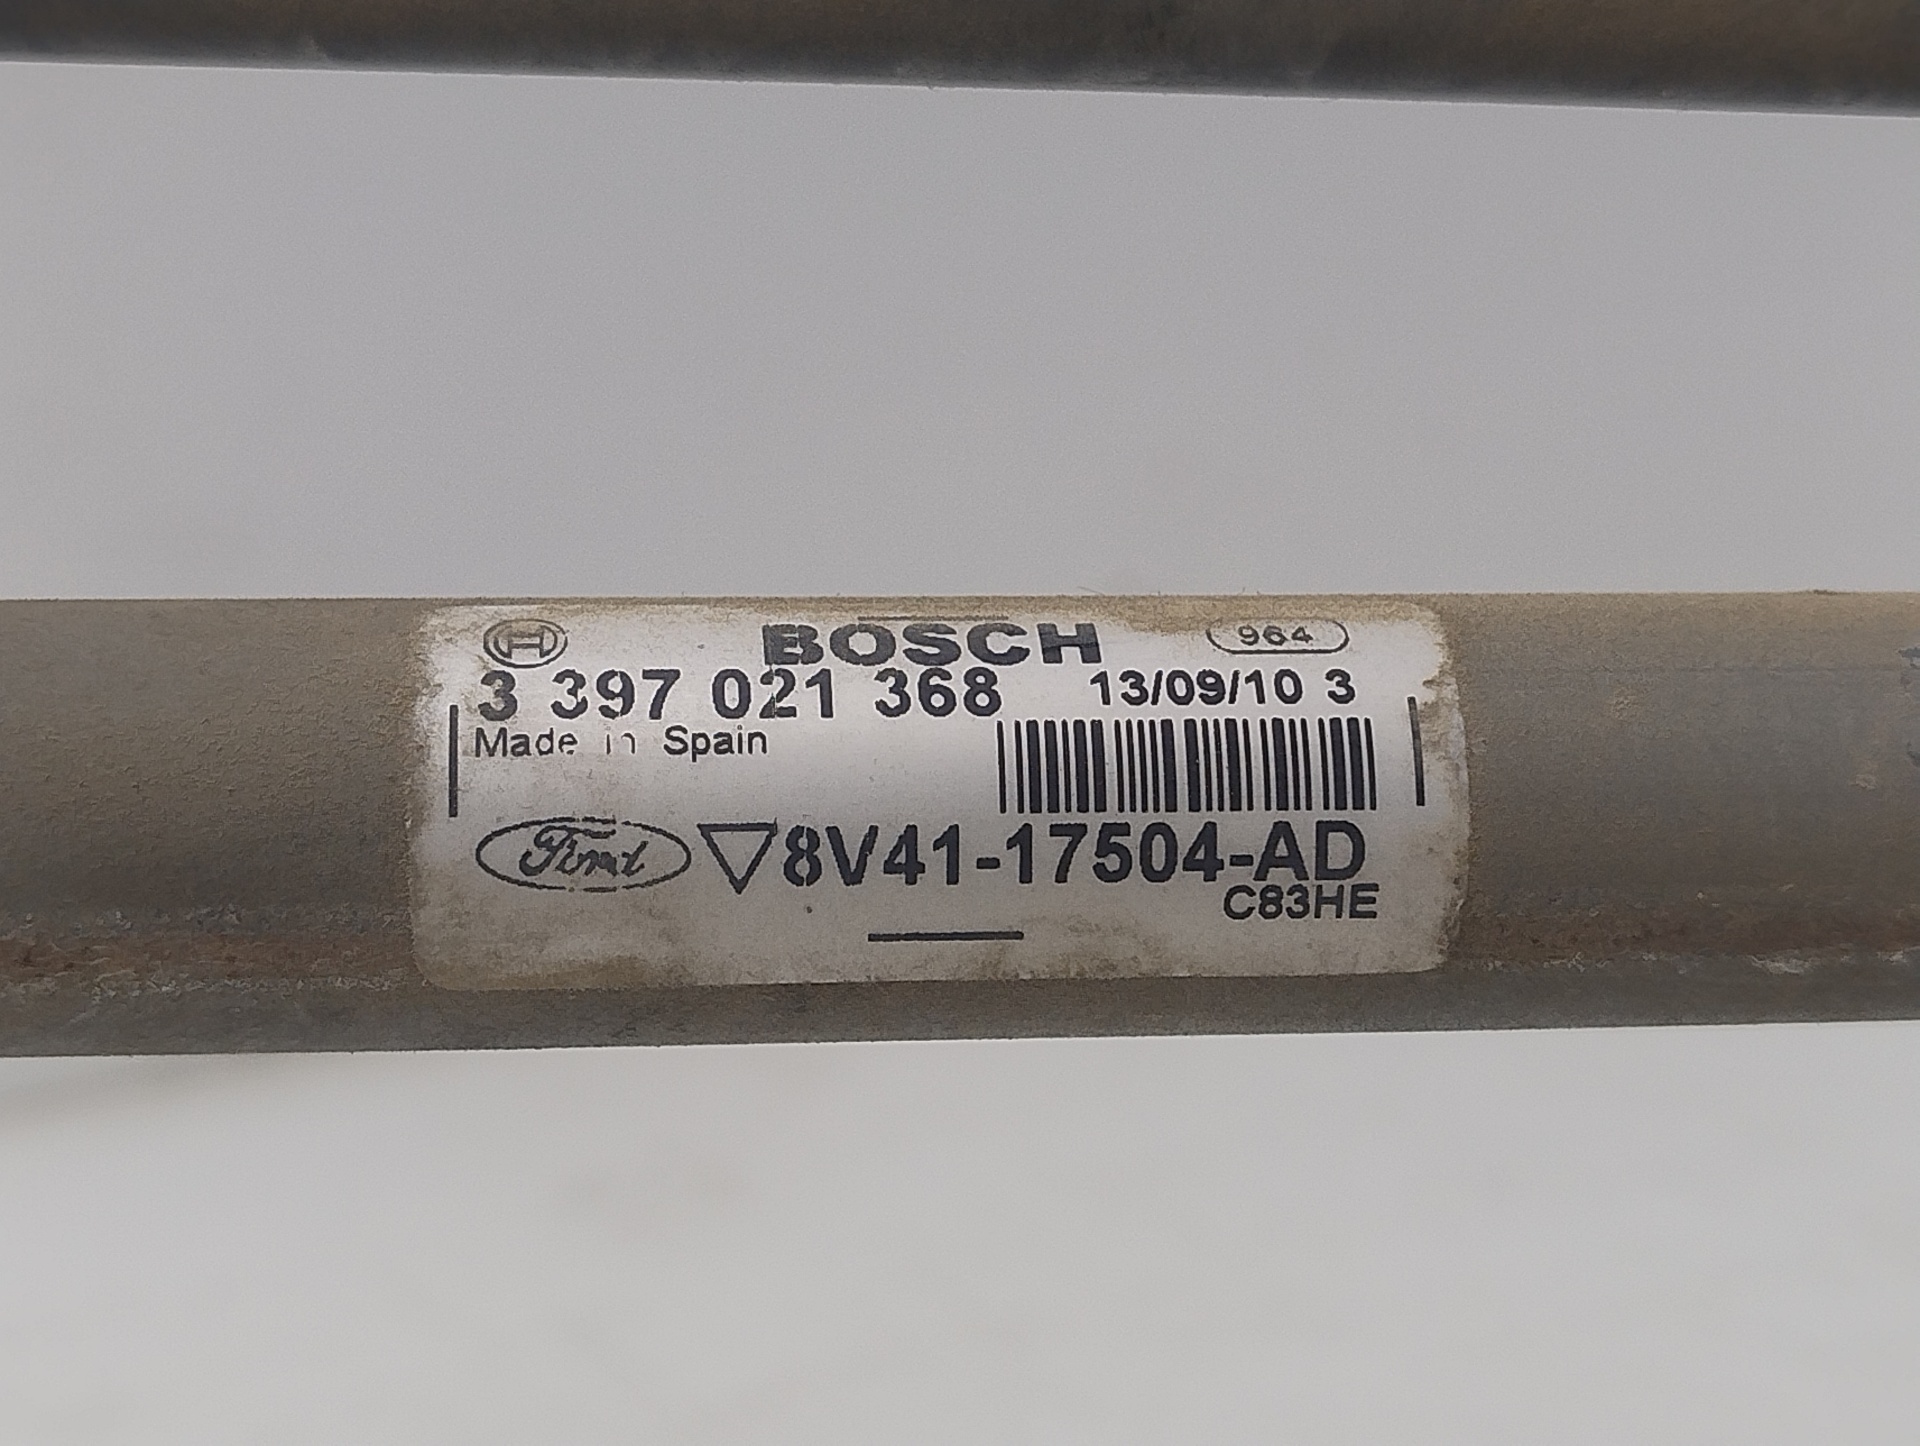 BOSCH 964
3 397 021 368 13/09/10 3
Made in Spain
Ford 8V41-17504-AD
C83HE